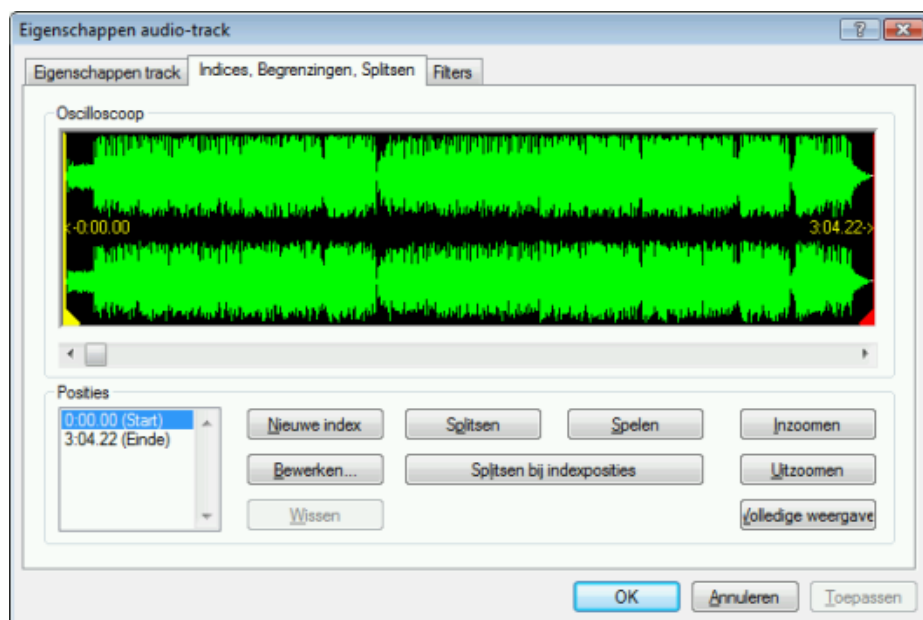 Eigenschappen audio-track
Eigenschappen track
Indices, Begrenzingen, Splitsen
Filters
Oscilloscoop
<-0:00.00
3:04.22->
Posities
0:00.00 (Start)
3:04.22 (Einde)
Nieuwe index
Splitsen
Spelen
Inzoomen
Bewerken...
Splitsen bij indexposities
Uitzoomen
Wissen
Volledige weergave
OK
Annuleren
Toepassen